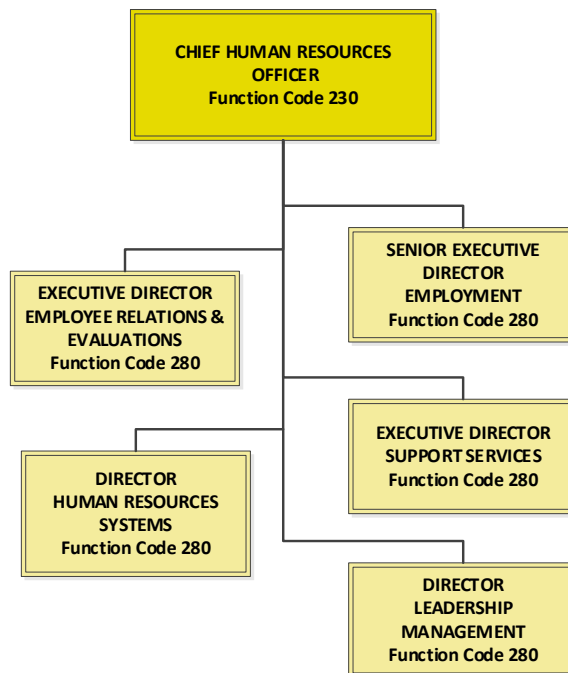 CHIEF HUMAN RESOURCES
OFFICER
Function Code 230
SENIOR EXECUTIVE
DIRECTOR
EMPLOYMENT
Function Code 280
EXECUTIVE DIRECTOR
EMPLOYEE RELATIONS &
EVALUATIONS
Function Code 280
EXECUTIVE DIRECTOR
SUPPORT SERVICES
Function Code 280
DIRECTOR
HUMAN RESOURCES
SYSTEMS
Function Code 280
DIRECTOR
LEADERSHIP
MANAGEMENT
Function Code 280